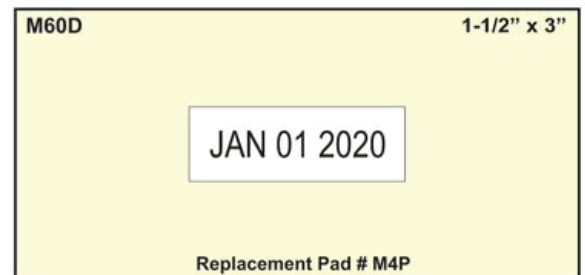 M60D 1-1/2” x 3”
JAN 01 2020
Replacement Pad # M4P